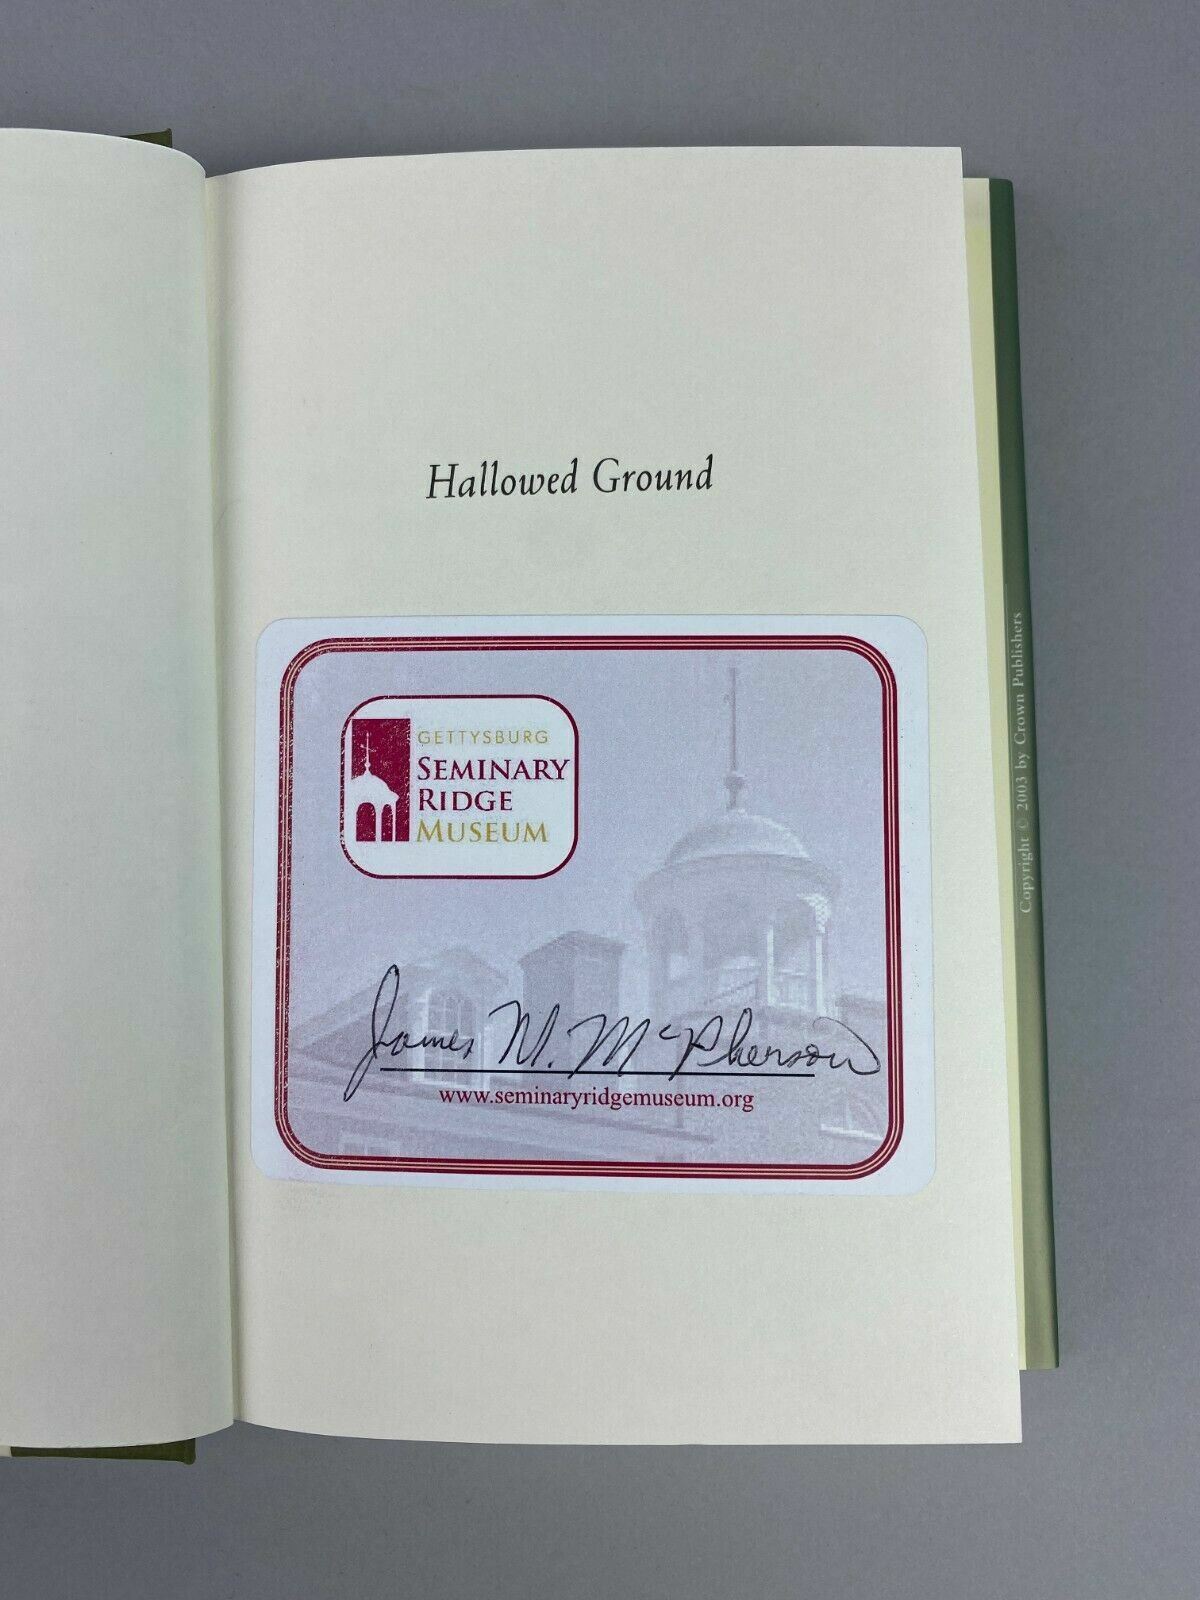 Hallowed Ground
GETTYSBURG
SEMINARY
RIDGE
MUSEUM
James M. McPherson
www.seminaryridgemuseum.org
Copyright © 2003 by Crown Publishers